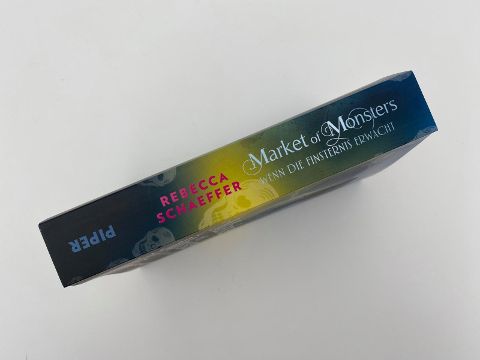 Market of Monsters
WENN DIE FINSTERNIS ERWACHT
REBECCA
SCHAEFFER
PIPER